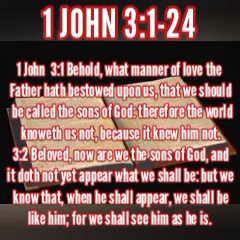 1 JOHN 3:1-24
1 John 3:1 Behold, what manner of love the
Father hath bestowed upon us, that we should
be called the sons of God: therefore the world
knoweth us not, because it knew him not.
3:2 Beloved, now are we the sons of God, and
it doth not yet appear what we shall be: but we
know that, when he shall appear, we shall be
like him; for we shall see him as he is.